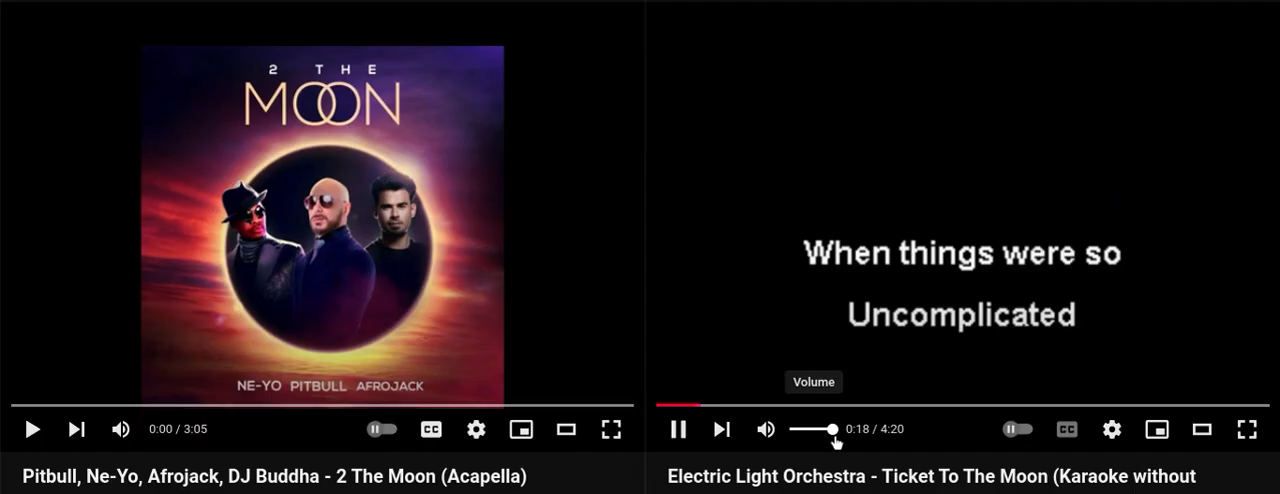 2 THE
MOON
NE-YO PITBULL AFROJACK
0:00 / 3:05
CC
Pitbull, Ne-Yo, Afrojack, DJ Buddha - 2 The Moon (Acapella)
When things were so
Uncomplicated
Volume
0:18 / 4:20
CC
Electric Light Orchestra - Ticket To The Moon (Karaoke without